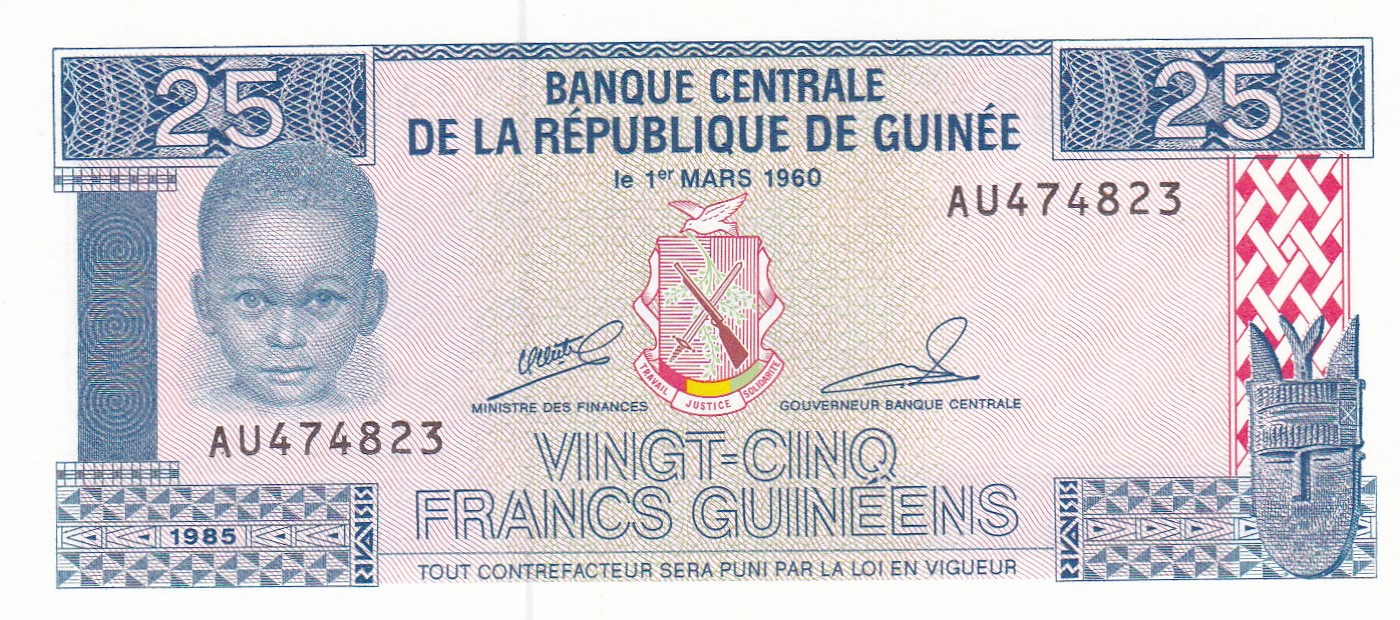 25
25
BANQUE CENTRALE
DE LA RÉPUBLIQUE DE GUINÉE
le 1er MARS 1960
AU474823
TRAVAIL JUSTICE SOLIDARITÉ
MINISTRE DES FINANCES
GOUVERNEUR BANQUE CENTRALE
AU474823
VINGT-CINQ
FRANCS GUINÉENS
1985
TOUT CONTREFACTEUR SERA PUNI PAR LA LOI EN VIGUEUR